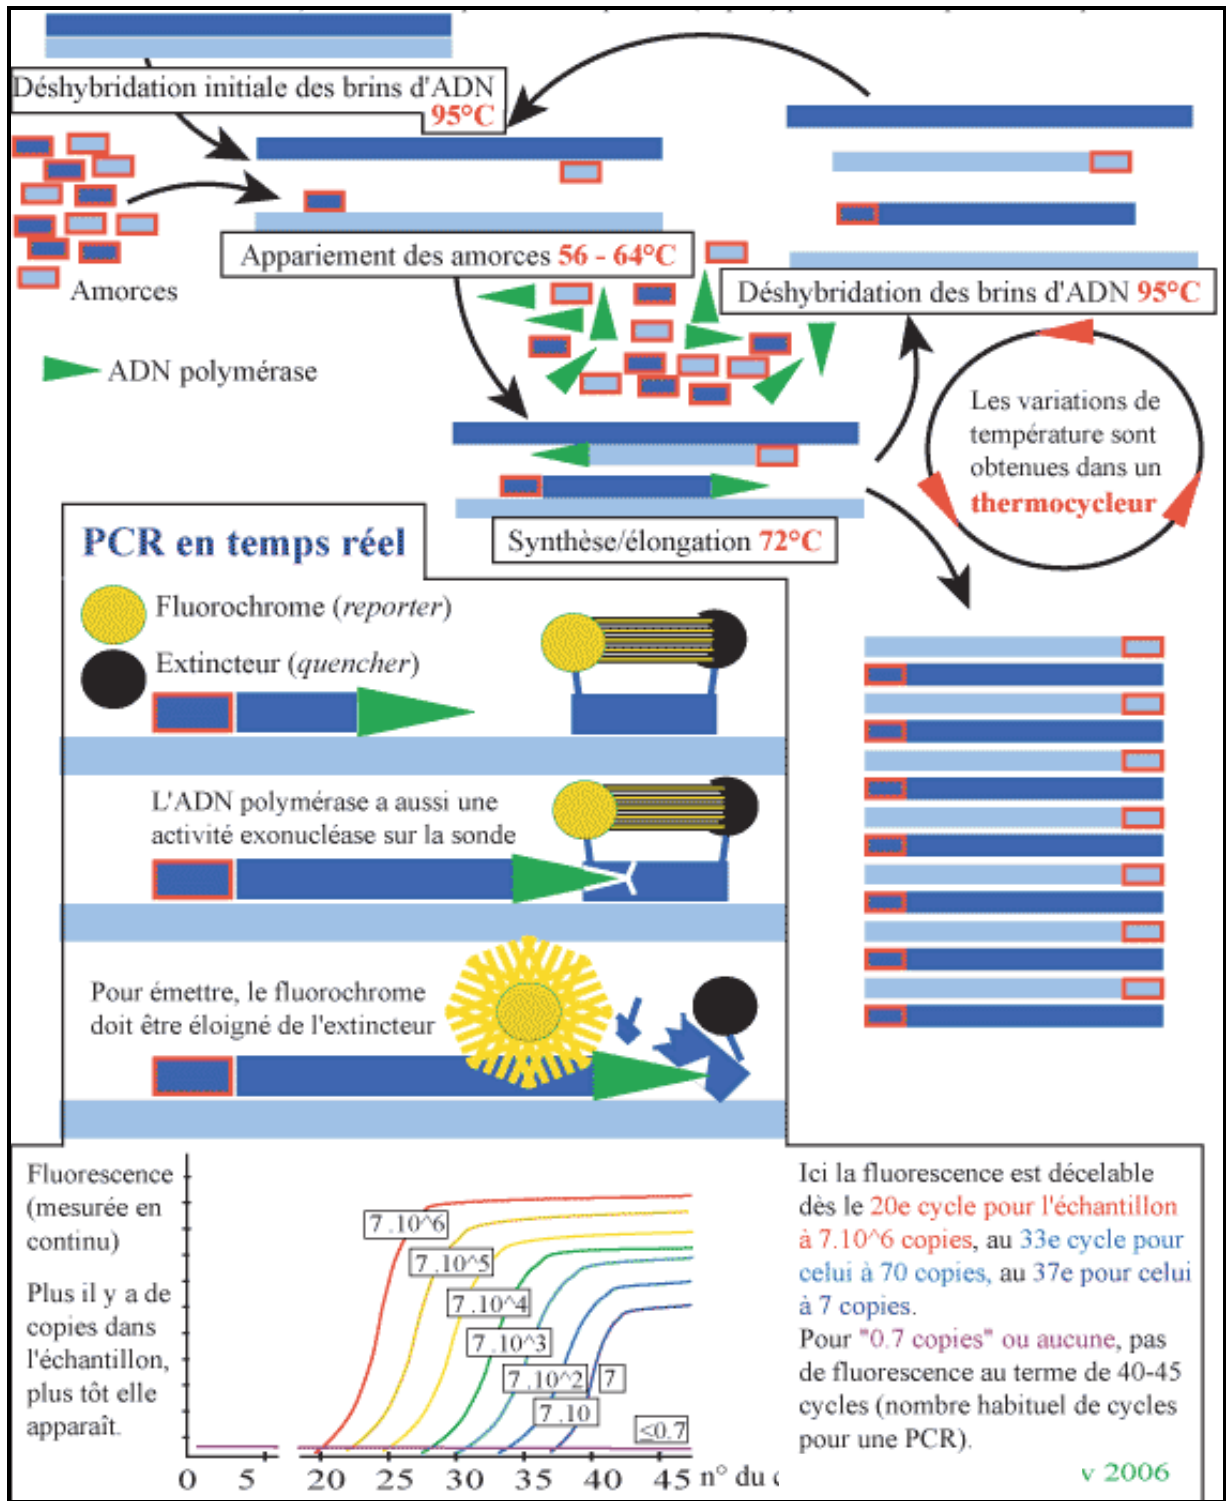 Déshybridation initiale des brins d'ADN
95°C
Appariement des amorces 56 - 64°C
Amorces
ADN polymérase
Déshybridation des brins d'ADN 95°C
Les variations de
température sont
obtenues dans un
thermocycleur
Synthèse/élongation 72°C
PCR en temps réel
Fluorochrome (reporter)
Extincteur (quencher)
L'ADN polymérase a aussi une
activité exonucléase sur la sonde
Pour émettre, le fluorochrome
doit être éloigné de l'extincteur
Fluorescence
(mesurée en
continu)
Plus il y a de
copies dans
l'échantillon,
plus tôt elle
apparaît.
7 .10^6
7 .10^5
7 .10^4
7 .10^3
7 .10^2
7
7 .10
≤0.7
0 5 20 25 30 35 40 45 n° du
Ici la fluorescence est décelable
dès le 20e cycle pour l'échantillon
à 7.10^6 copies, au 33e cycle pour
celui à 70 copies, au 37e pour celui
à 7 copies.
Pour "0.7 copies" ou aucune, pas
de fluorescence au terme de 40-45
cycles (nombre habituel de cycles
pour une PCR).
v 2006